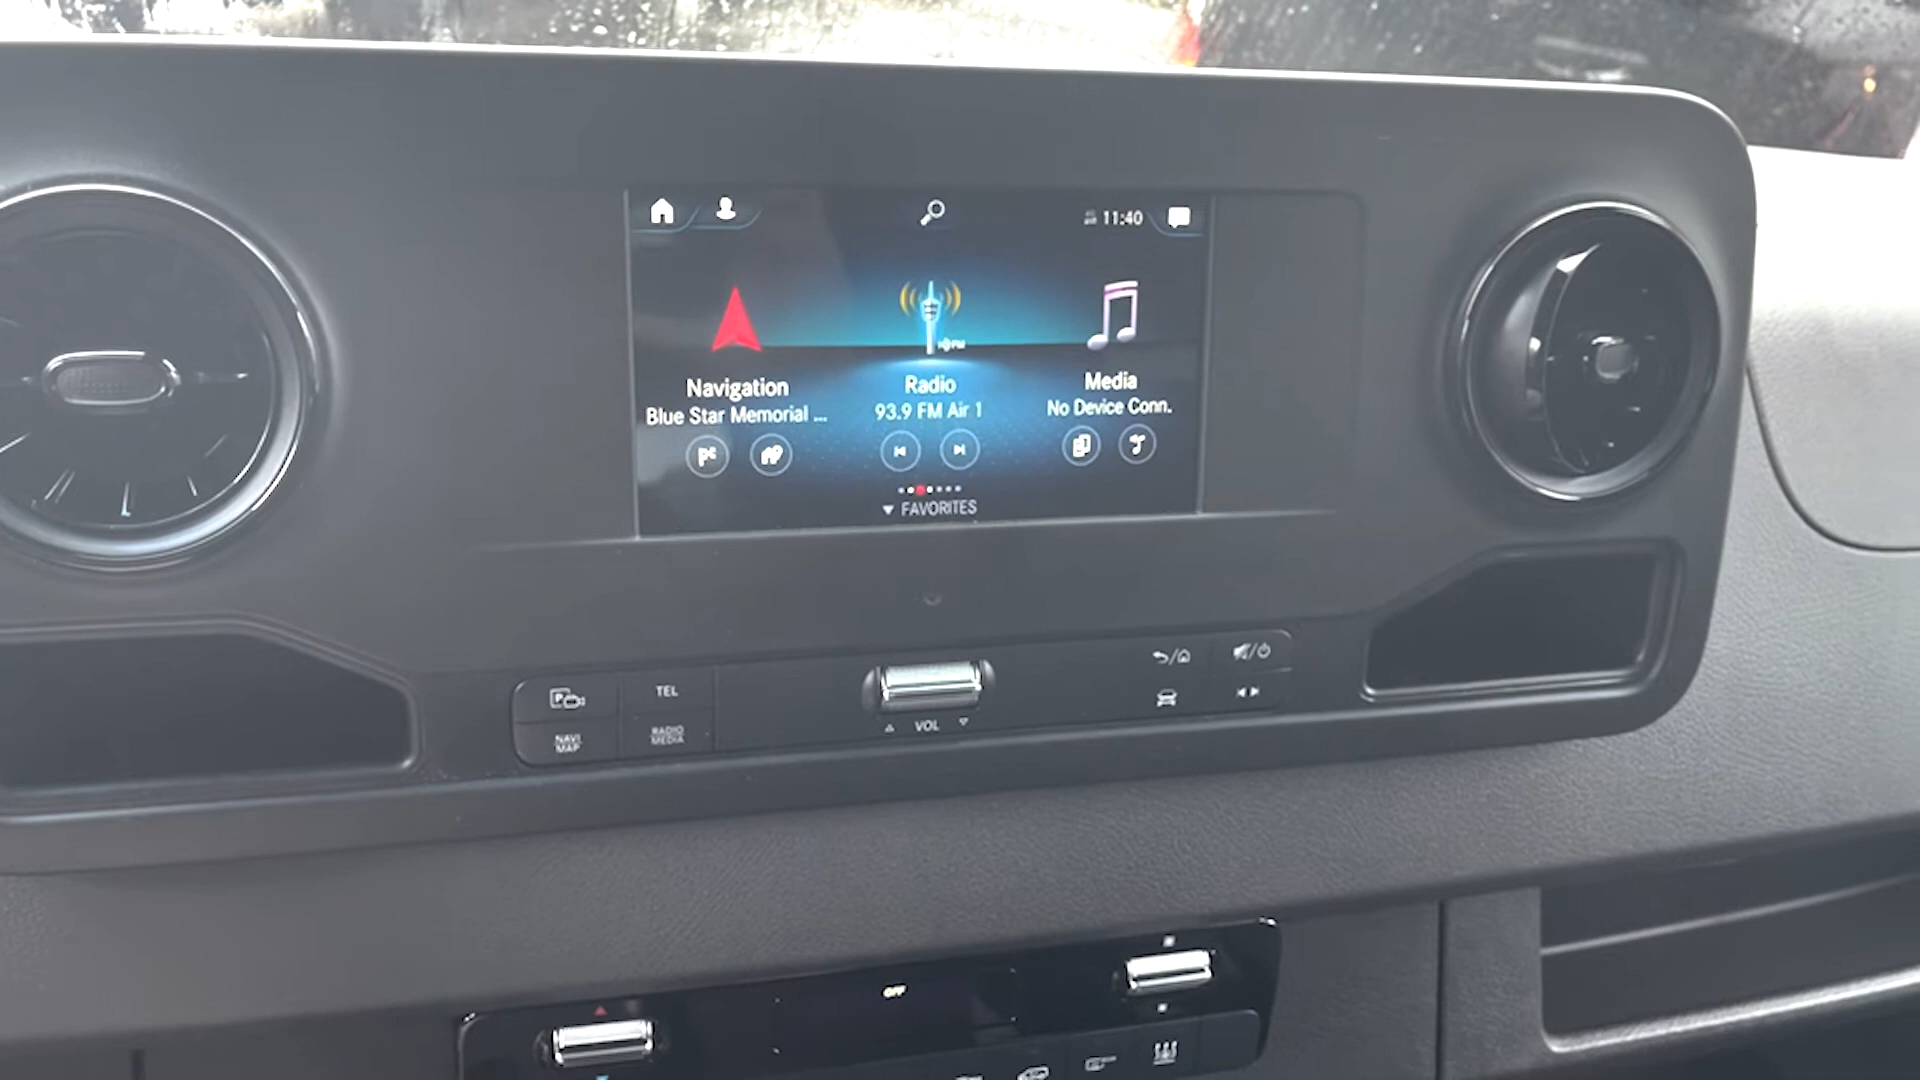 11:40
Navigation
Blue Star Memorial ...
Radio
93.9 FM Air 1
Media
No Device Conn.
FAVORITES
TEL
NAVI
MAP
RADIO
MEDIA
VOL
OFF